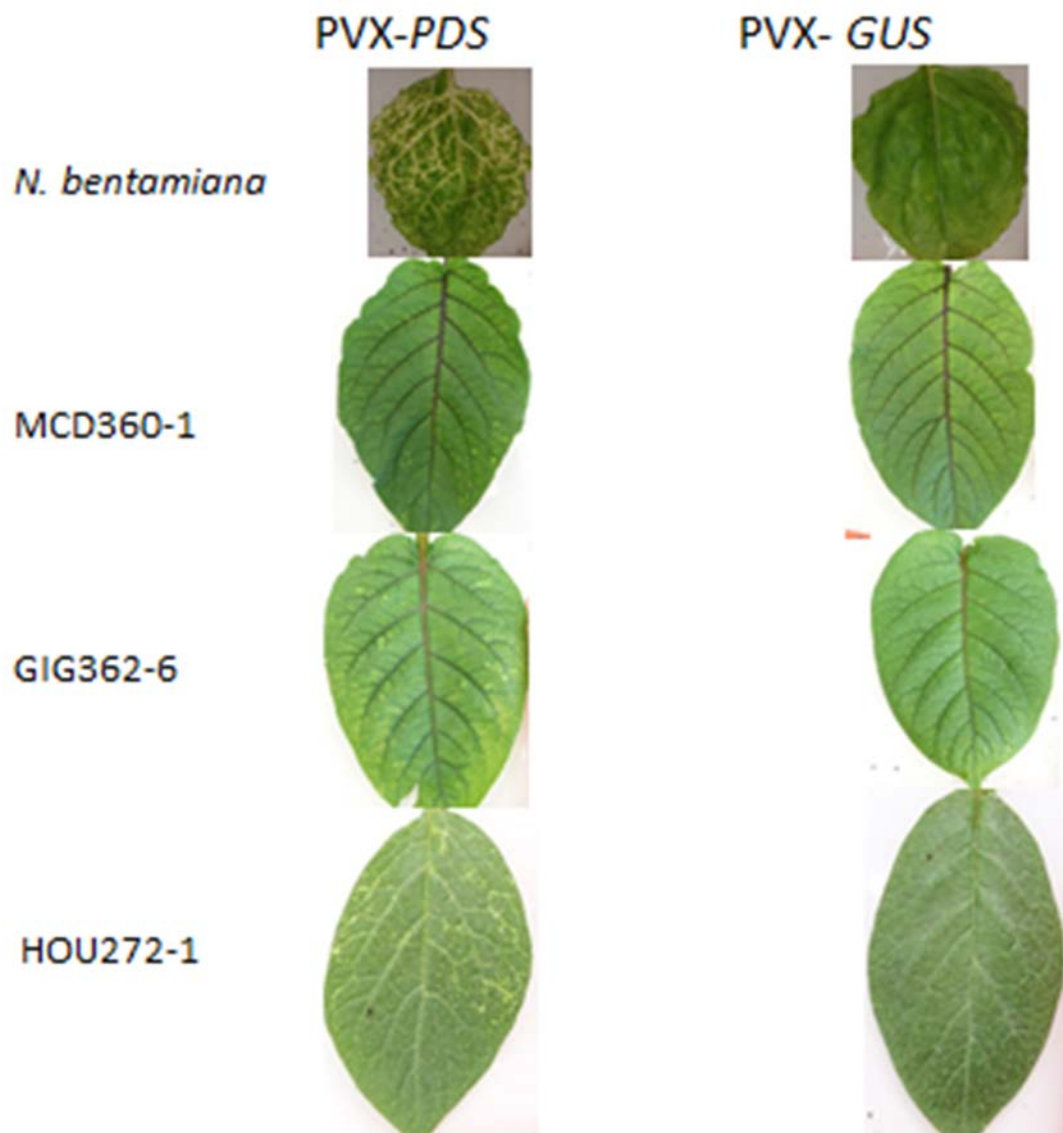 PVX-PDS PVX- GUS
N. bentamiana
MCD360-1
GIG362-6
HOU272-1